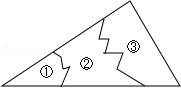 ① ② ③